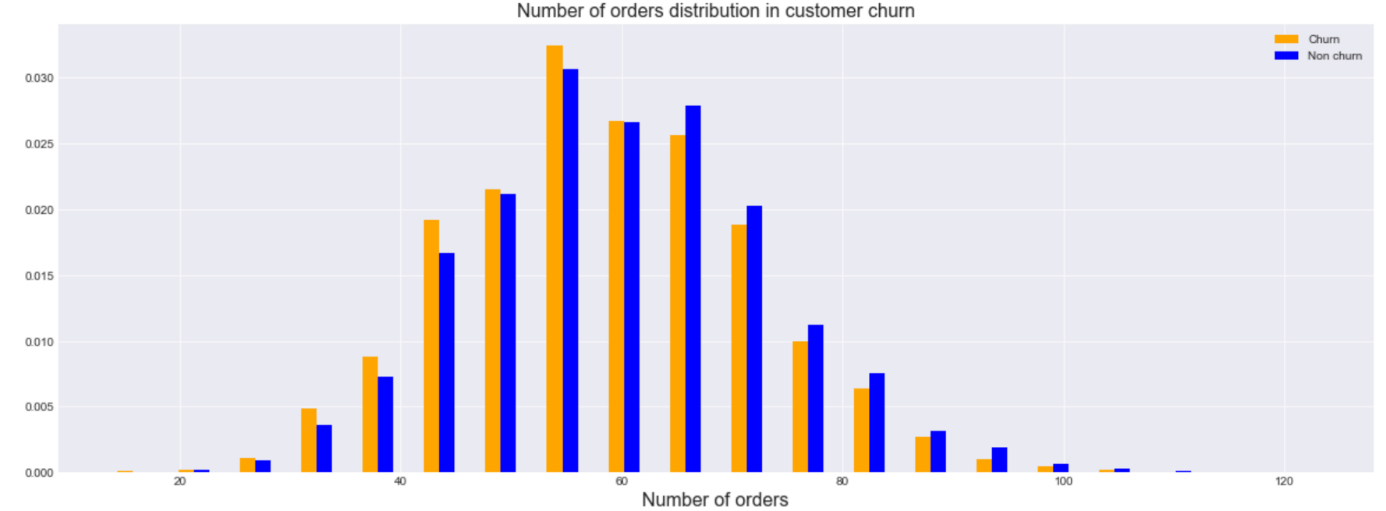 Number of orders distribution in customer churn
Churn
Non churn
0.030
0.025
0.020
0.015
0.010
0.005
0.000
20 40 60 80 100 120
Number of orders